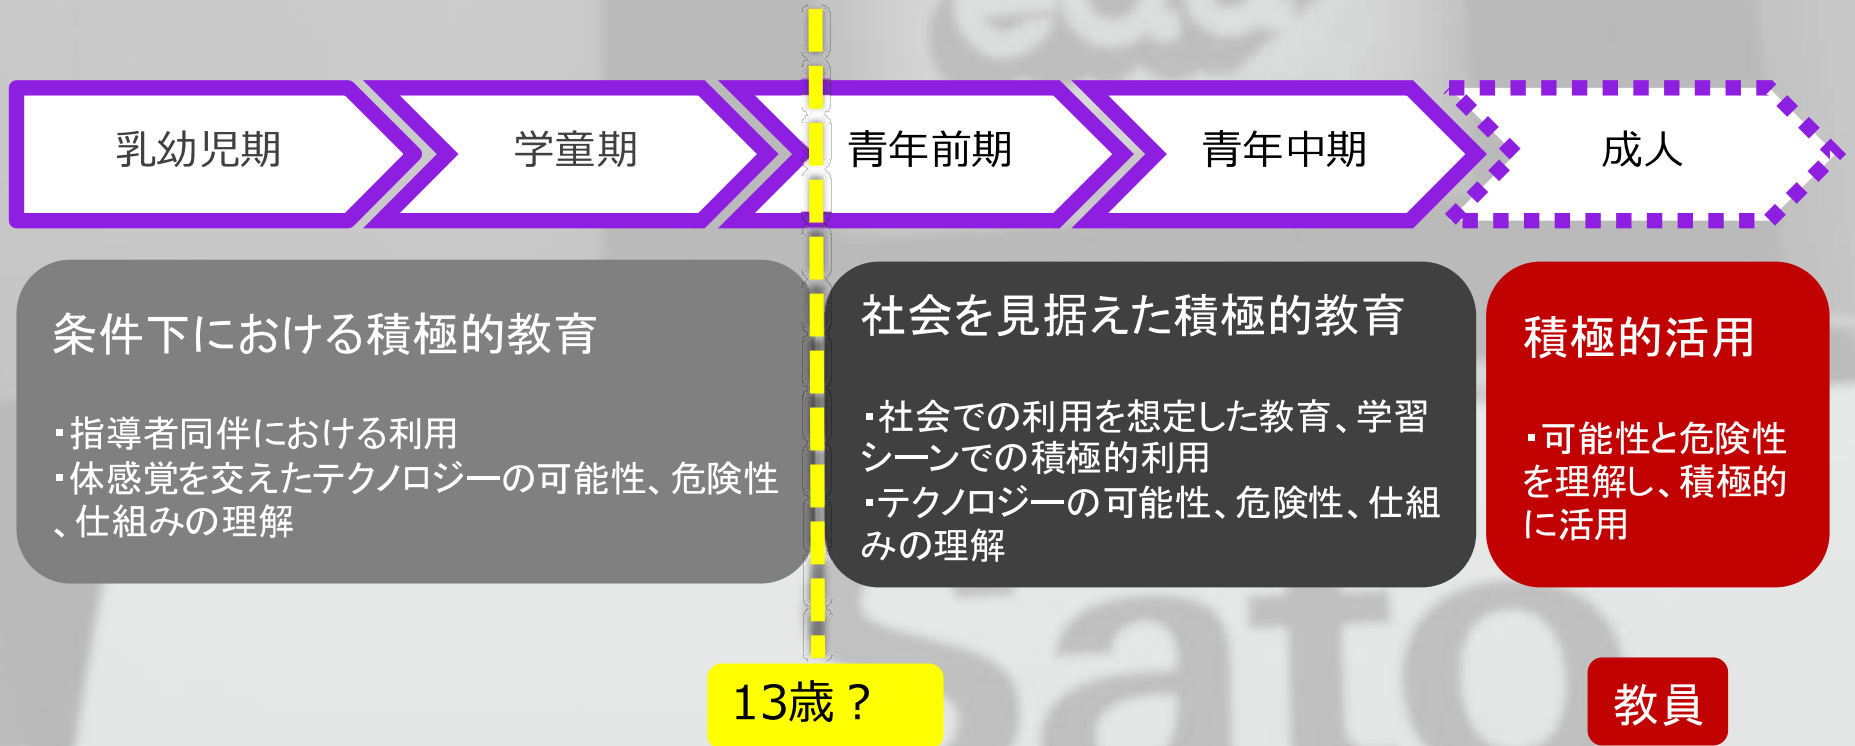 乳幼児期
学童期
青年前期
青年中期
成人
条件下における積極的教育
・指導者同伴における利用
・体感覚を交えたテクノロジーの可能性、危険性
、仕組みの理解
社会を見据えた積極的教育
・社会での利用を想定した教育、学習
シーンでの積極的利用
・テクノロジーの可能性、危険性、仕組
みの理解
積極的活用
・可能性と危険性
を理解し、積極的
に活用
13歳？
教員
Sato